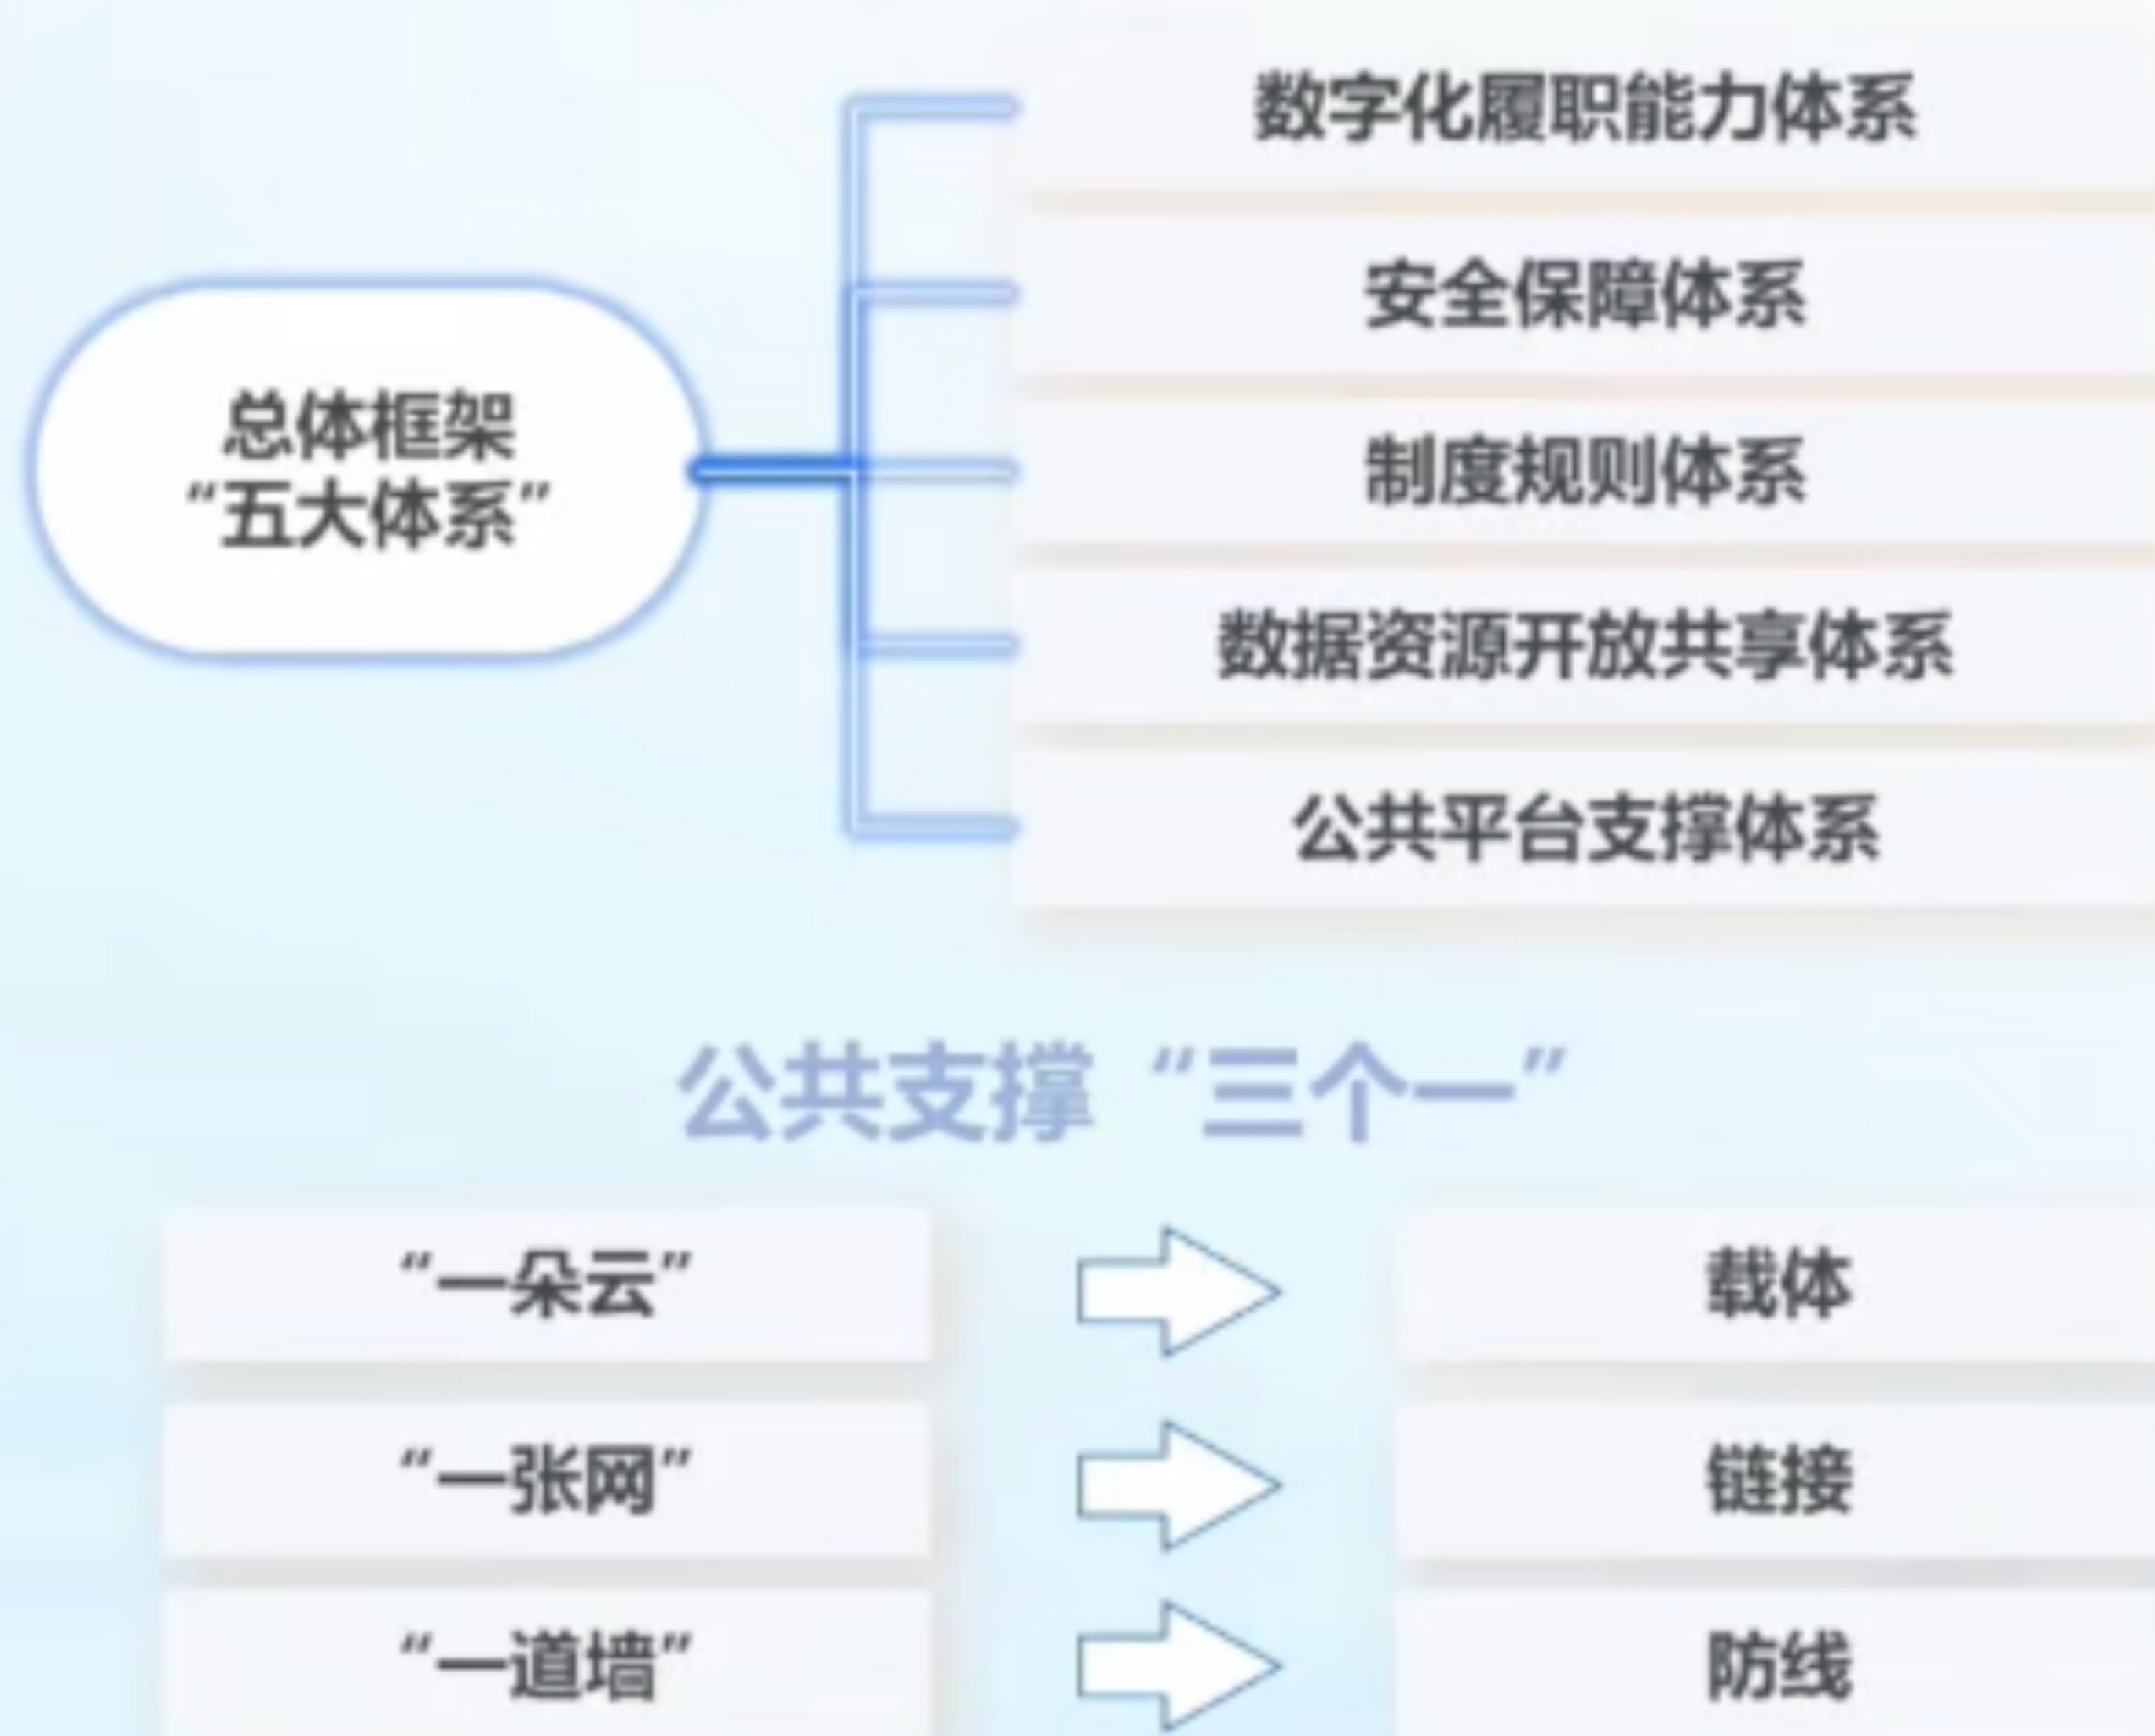 数字化履职能力体系
安全保障体系
总体框架
“五大体系”
制度规则体系
数据资源开放共享体系
公共平台支撑体系
公共支撑“三个一”
“一朵云”
载体
“一张网”
链接
“一道墙”
防线